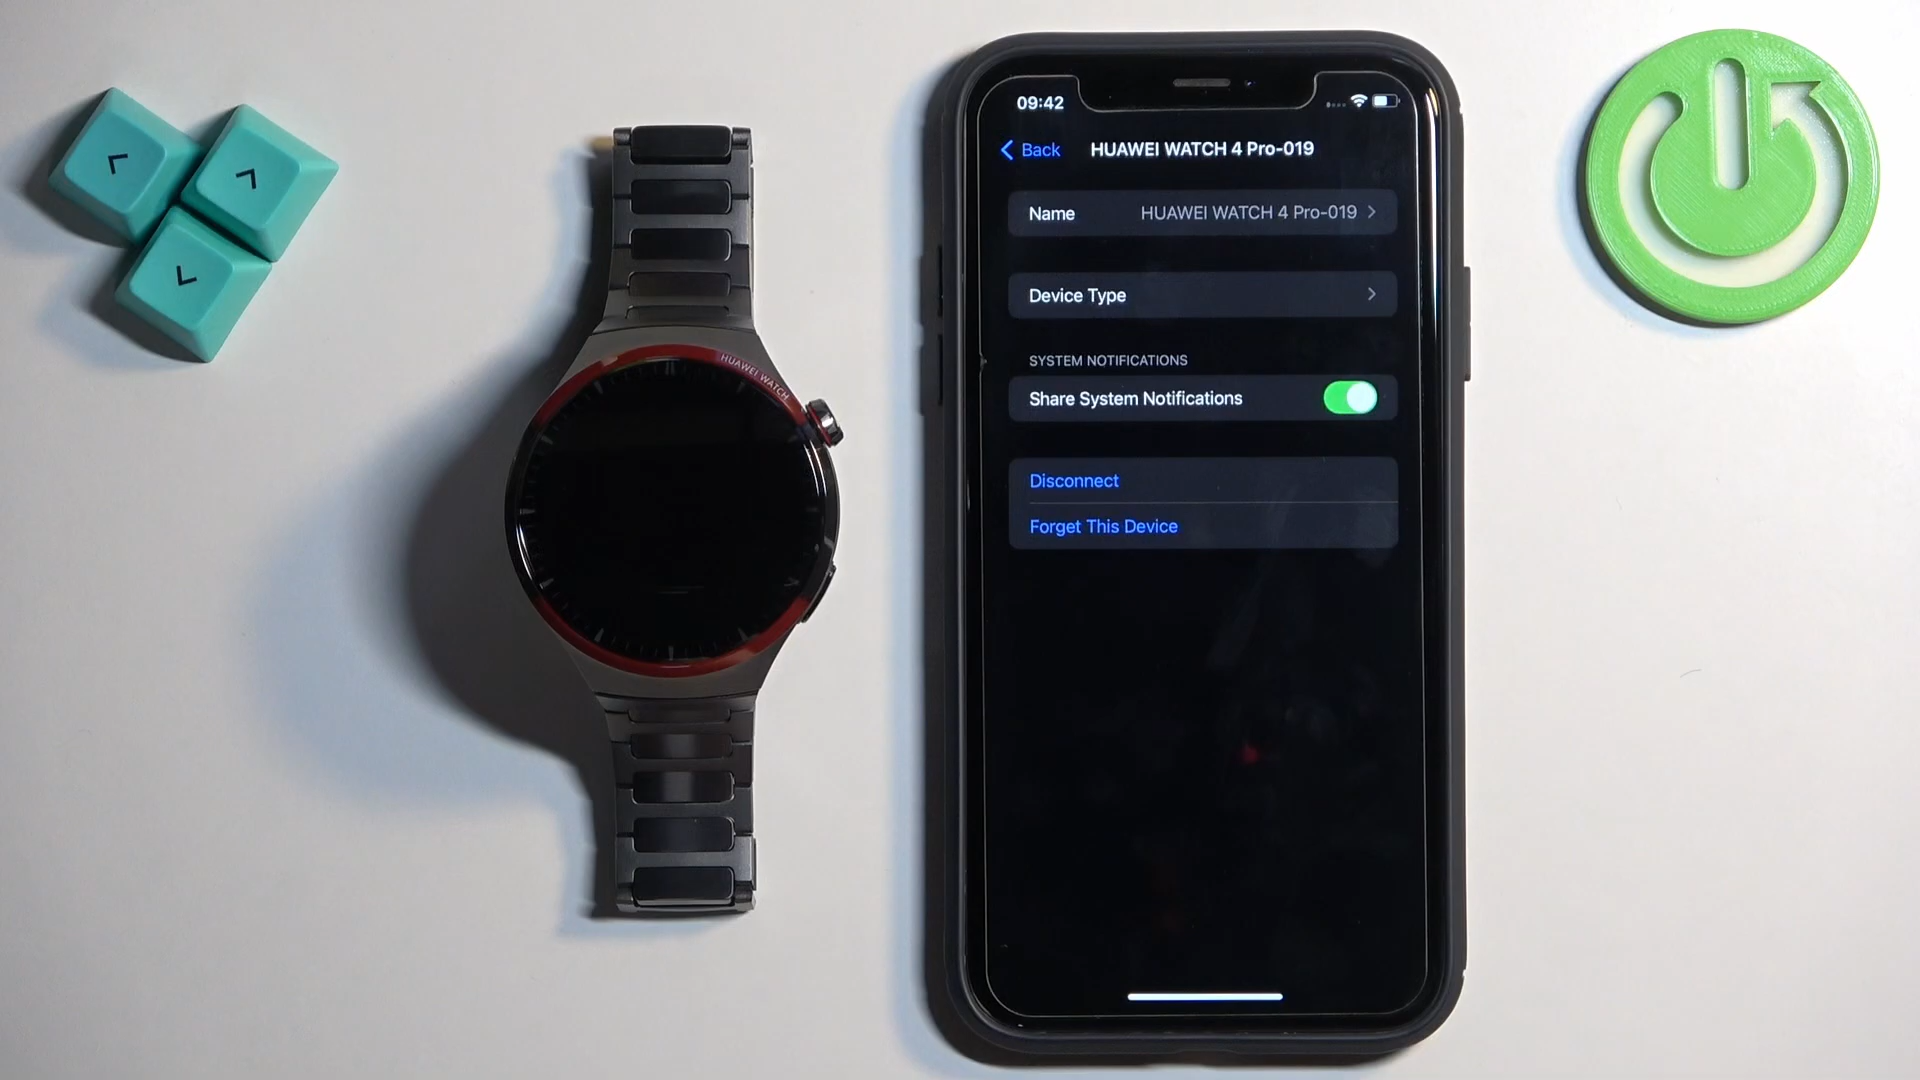 09:42
Back HUAWEI WATCH 4 Pro-019
Name HUAWEI WATCH 4 Pro-019
Device Type
SYSTEM NOTIFICATIONS
Share System Notifications
Disconnect
Forget This Device
HUAWEI WATCH